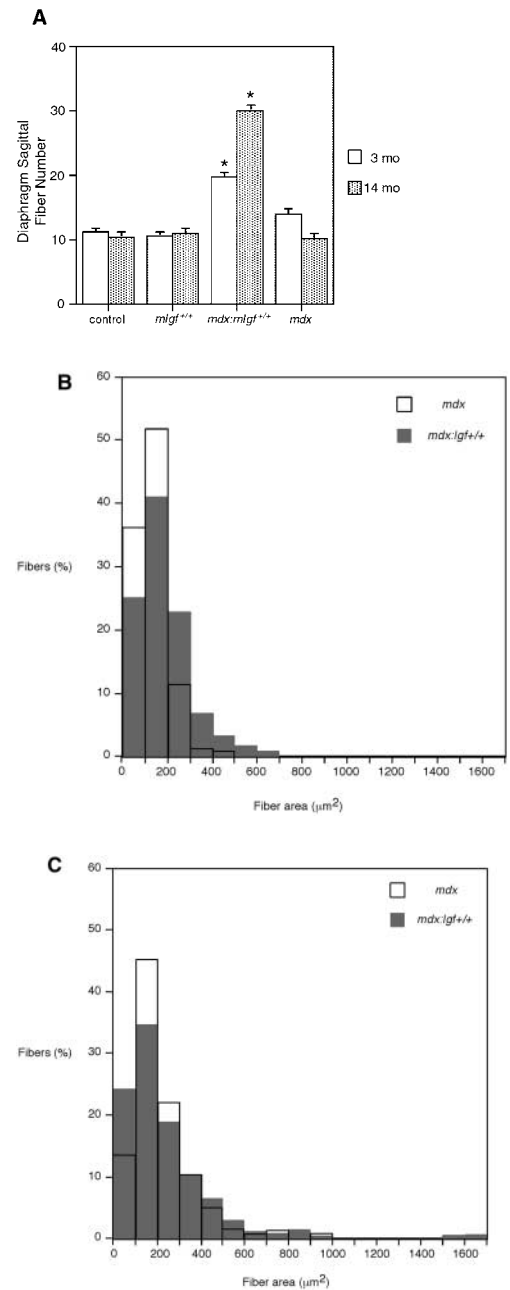 A
40
30
20
10
0
Diaphragm Sagittal
Fiber Number
* *
3 mo
14 mo
control mIgf+/+ mdx:mIgf+/+ mdx
B
60
50
40
30
20
10
0
Fibers (%)
mdx
mdx:Igf+/+
0 200 400 600 800 1000 1200 1400 1600
Fiber area (μm2)
C
60
50
40
30
20
10
0
Fibers (%)
mdx
mdx:Igf+/+
0 200 400 600 800 1000 1200 1400 1600
Fiber area (μm2)